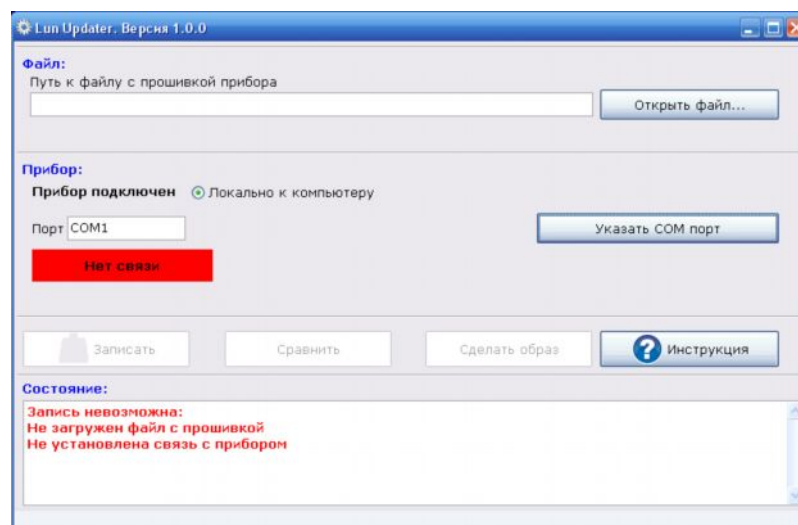 Lun Updater. Версия 1.0.0
Файл:
Путь к файлу с прошивкой прибора
Открыть файл...
Прибор:
Прибор подключен Локально к компьютеру
Порт COM1 Указать COM порт
Нет связи
Записать Сравнить Сделать образ ? Инструкция
Состояние:
Запись невозможна:
Не загружен файл с прошивкой
Не установлена связь с прибором